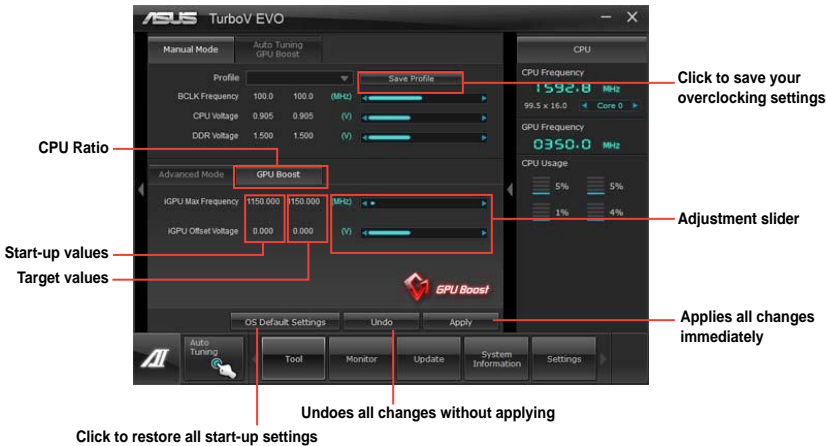 ASUS TurboV EVO
Manual Mode
Auto Tuning
GPU Boost
Profile
Save Profile
BCLK Frequency 100.0 100.0 (MHz)
CPU Voltage 0.905 0.905 (V)
DDR Voltage 1.500 1.500 (V)
Advanced Mode
GPU Boost
iGPU Max Frequency 1150.000 1150.000 (MHz)
iGPU Offset Voltage 0.000 0.000 (V)
GPU Boost
OS Default Settings
Undo
Apply
CPU
CPU Frequency
1592.8 MHz
99.5 x 16.0 Core 0
GPU Frequency
0350.0 MHz
CPU Usage
5% 5%
1% 4%
AI
Auto
Tuning
Tool
Monitor
Update
System
Information
Settings
CPU Ratio
Start-up values
Target values
Click to save your
overclocking settings
Adjustment slider
Applies all changes
immediately
Undoes all changes without applying
Click to restore all start-up settings